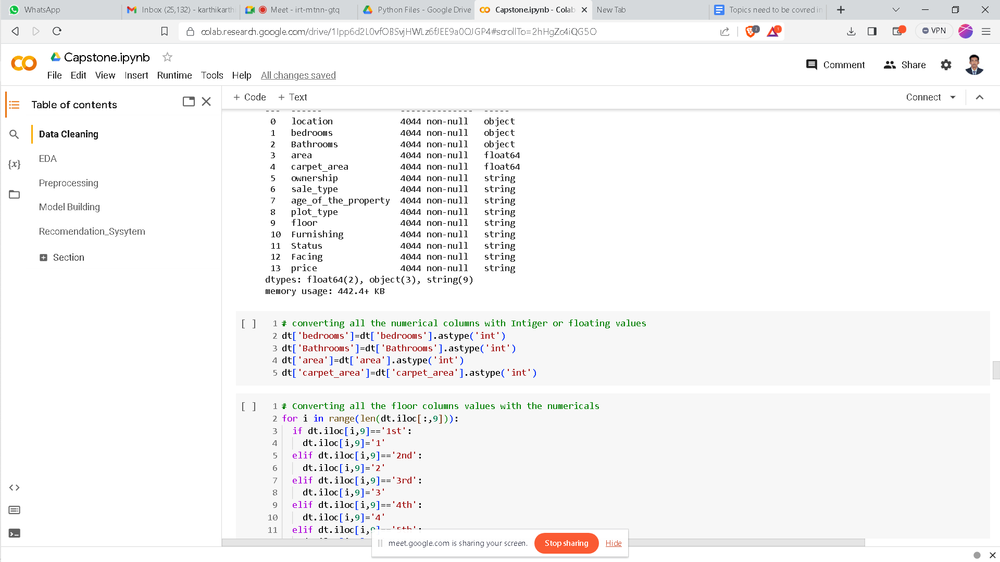 WhatsApp
Inbox (25,132) - karthikarthi
Meet - irt-mtnn-gtq
Python Files - Google Drive
Capstone.ipynb - Colab
New Tab
Topics need to be covred in
colab.research.google.com/drive/1Ipp6d2L0vfOBSvjHWLz6fJEE9a0OJGP4#scrollTo=2hHgZc4iQG5O
2
1
VPN
Capstone.ipynb
Comment
Share
File Edit View Insert Runtime Tools Help All changes saved
Table of contents
+ Code + Text
Connect
Data Cleaning
EDA
Preprocessing
Model Building
Recomendation_Sysytem
Section
{x}
--- ------ -------------- -----
0 location 4044 non-null object
1 bedrooms 4044 non-null object
2 Bathrooms 4044 non-null object
3 area 4044 non-null float64
4 carpet_area 4044 non-null float64
5 ownership 4044 non-null string
6 sale_type 4044 non-null string
7 age_of_the_property 4044 non-null string
8 plot_type 4044 non-null string
9 floor 4044 non-null string
10 Furnishing 4044 non-null string
11 Status 4044 non-null string
12 Facing 4044 non-null string
13 price 4044 non-null string
dtypes: float64(2), object(3), string(9)
memory usage: 442.4+ KB
[ ] 1 # converting all the numerical columns with Intiger or floating values
2 dt['bedrooms']=dt['bedrooms'].astype('int')
3 dt['Bathrooms']=dt['Bathrooms'].astype('int')
4 dt['area']=dt['area'].astype('int')
5 dt['carpet_area']=dt['carpet_area'].astype('int')
[ ] 1 # Converting all the floor columns values with the numericals
2 for i in range(len(dt.iloc[:,9])):
3 if dt.iloc[i,9]=='1st':
4 dt.iloc[i,9]='1'
5 elif dt.iloc[i,9]=='2nd':
6 dt.iloc[i,9]='2'
7 elif dt.iloc[i,9]=='3rd':
8 dt.iloc[i,9]='3'
9 elif dt.iloc[i,9]=='4th':
10 dt.iloc[i,9]='4'
11 elif dt.iloc[i,9]=='5th':
meet.google.com is sharing your screen. Stop sharing Hide